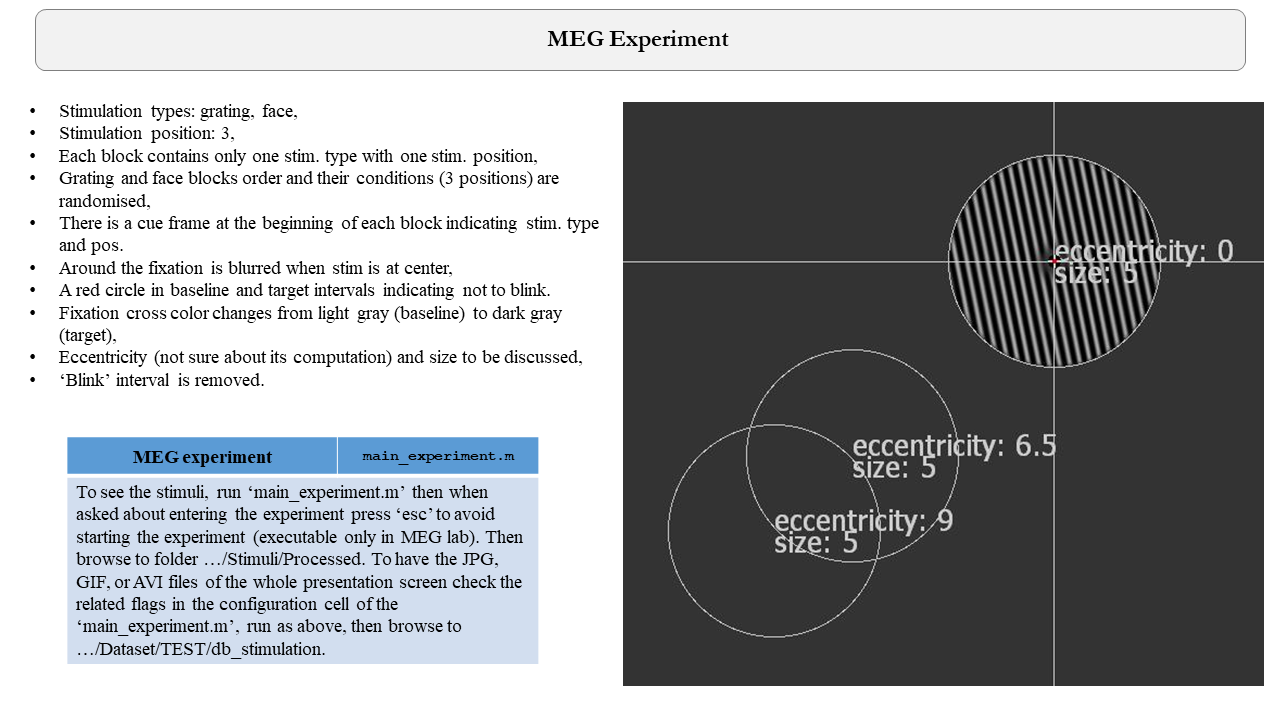 MEG Experiment
• Stimulation types: grating, face,
• Stimulation position: 3,
• Each block contains only one stim. type with one stim. position,
• Grating and face blocks order and their conditions (3 positions) are
randomised,
• There is a cue frame at the beginning of each block indicating stim. type
and pos.
• Around the fixation is blurred when stim is at center,
• A red circle in baseline and target intervals indicating not to blink.
• Fixation cross color changes from light gray (baseline) to dark gray
(target),
• Eccentricity (not sure about its computation) and size to be discussed,
• ‘Blink’ interval is removed.
MEG experiment
main_experiment.m
To see the stimuli, run ‘main_experiment.m’ then when
asked about entering the experiment press ‘esc’ to avoid
starting the experiment (executable only in MEG lab). Then
browse to folder …/Stimuli/Processed. To have the JPG,
GIF, or AVI files of the whole presentation screen check the
related flags in the configuration cell of the
‘main_experiment.m’, run as above, then browse to
…/Dataset/TEST/db_stimulation.
eccentricity: 0
size: 5
eccentricity: 6.5
size: 5
eccentricity: 9
size: 5